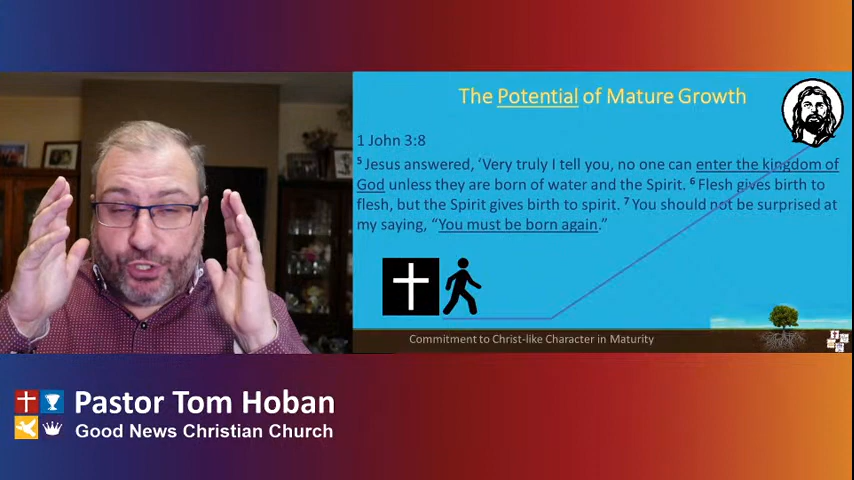 The Potential of Mature Growth
1 John 3:8
5 Jesus answered, ‘Very truly I tell you, no one can enter the kingdom of
God unless they are born of water and the Spirit. 6 Flesh gives birth to
flesh, but the Spirit gives birth to spirit. 7 You should not be surprised at
my saying, “You must be born again.”
Commitment to Christ-like Character in Maturity
Pastor Tom Hoban
Good News Christian Church